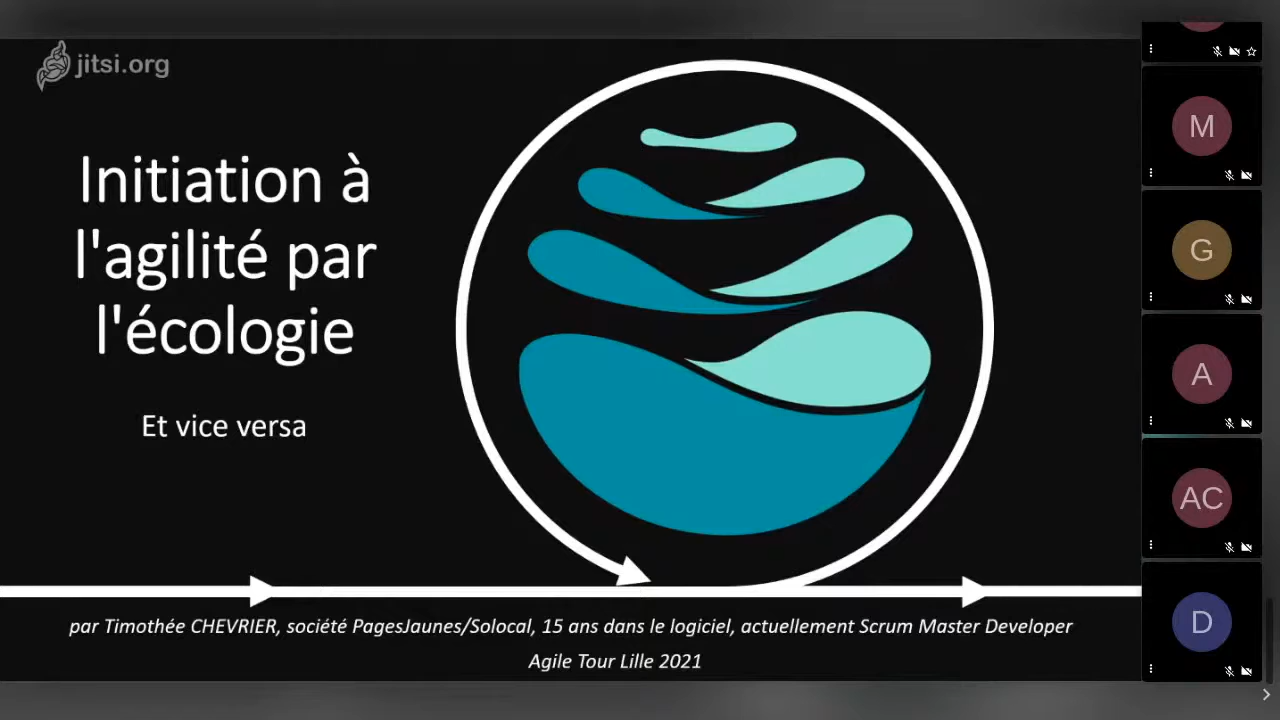 jitsi.org
Initiation à
l'agilité par
l'écologie
Et vice versa
par Timothée CHEVRIER, société PagesJaunes/Solocal, 15 ans dans le logiciel, actuellement Scrum Master Developer
Agile Tour Lille 2021
M
G
A
AC
D